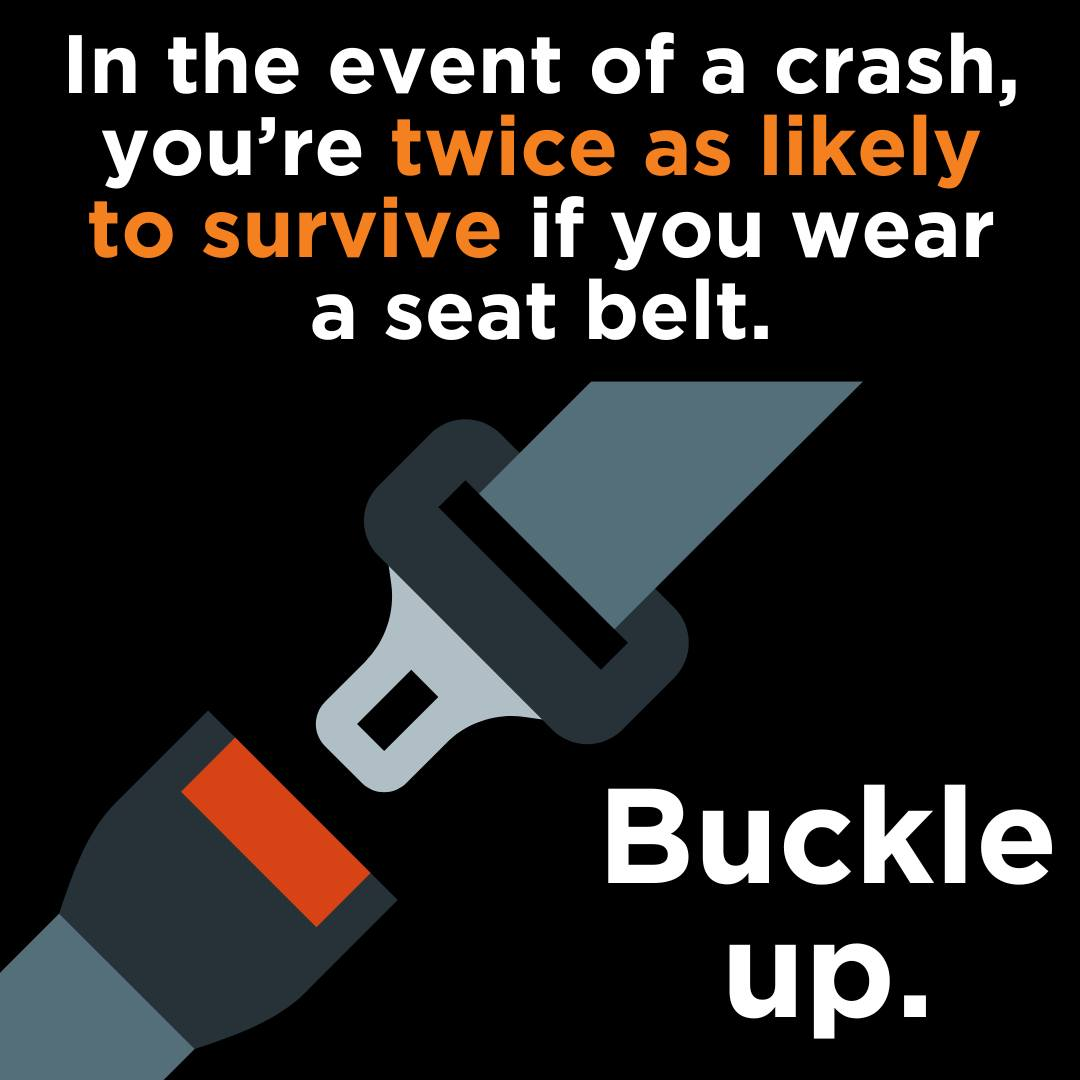 In the event of a crash,
you’re twice as likely
to survive if you wear
a seat belt.
Buckle
up.